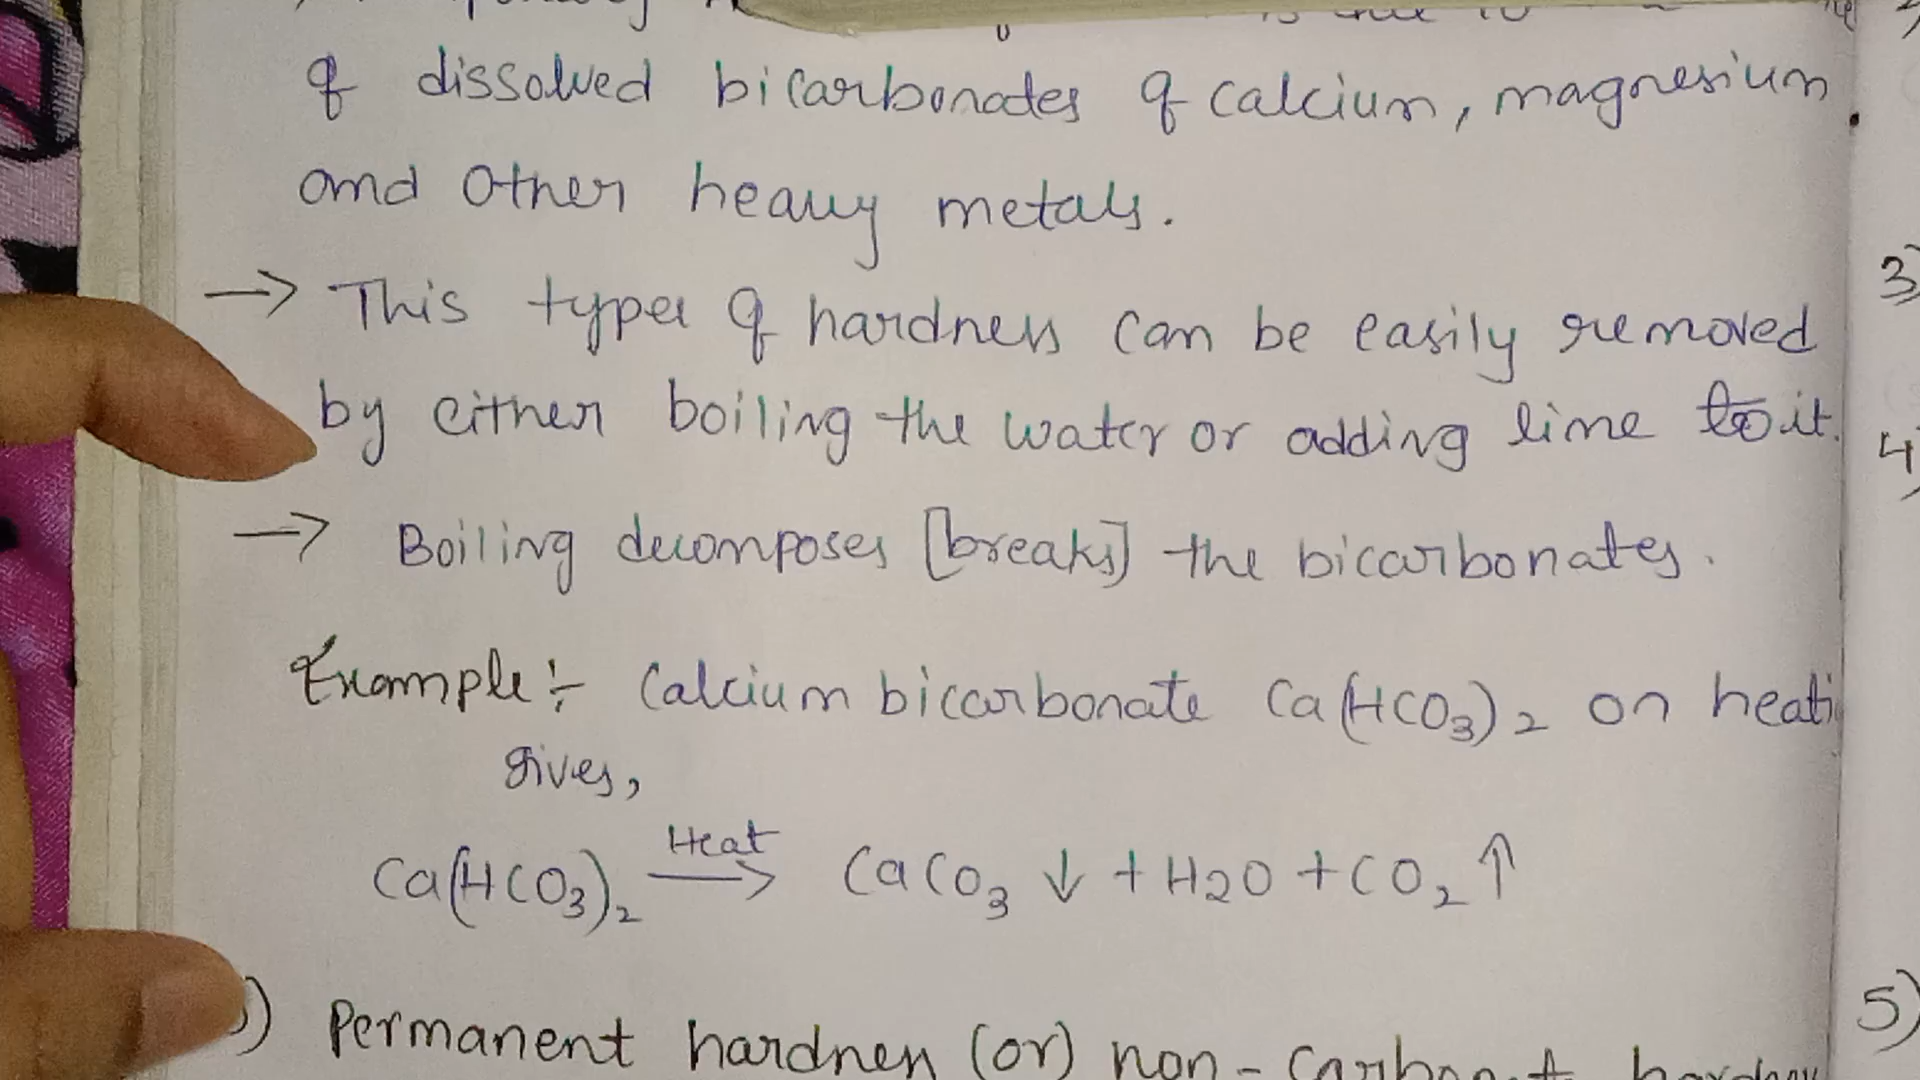 of dissolved bicarbonates of calcium, magnesium
and other heavy metals.
→ This types of hardness can be easily removed
by either boiling the water or adding lime to it.
→ Boiling decomposes [breaks] the bicarbonates.
Example:- Calcium bicarbonate Ca(HCO3)2 on heati
gives,
Heat
Ca(HCO3)2 → CaCO3 ↓ + H2O + CO2 ↑
) Permanent hardness (or) non-
3)
4)
5)